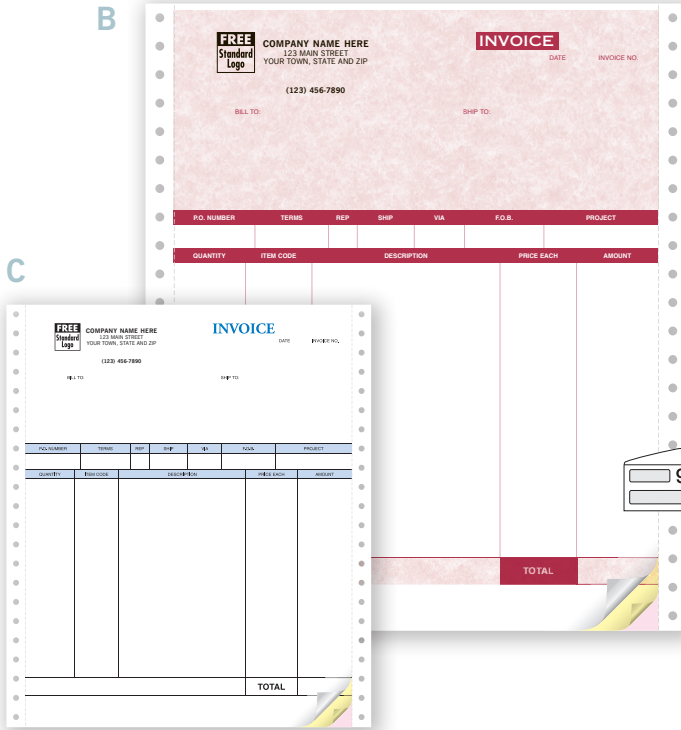 B
FREE
Standard
Logo
COMPANY NAME HERE
123 MAIN STREET
YOUR TOWN, STATE AND ZIP
(123) 456-7890
INVOICE
DATE INVOICE NO.
BILL TO: SHIP TO:
P.O. NUMBER TERMS REP SHIP VIA F.O.B. PROJECT
QUANTITY ITEM CODE DESCRIPTION PRICE EACH AMOUNT
TOTAL
9
C
FREE
Standard
Logo
COMPANY NAME HERE
123 MAIN STREET
YOUR TOWN, STATE AND ZIP
(123) 456-7890
INVOICE
DATE INVOICE NO.
BILL TO: SHIP TO:
P.O. NUMBER TERMS REP SHIP VIA F.O.B. PROJECT
QUANTITY ITEM CODE DESCRIPTION PRICE EACH AMOUNT
TOTAL